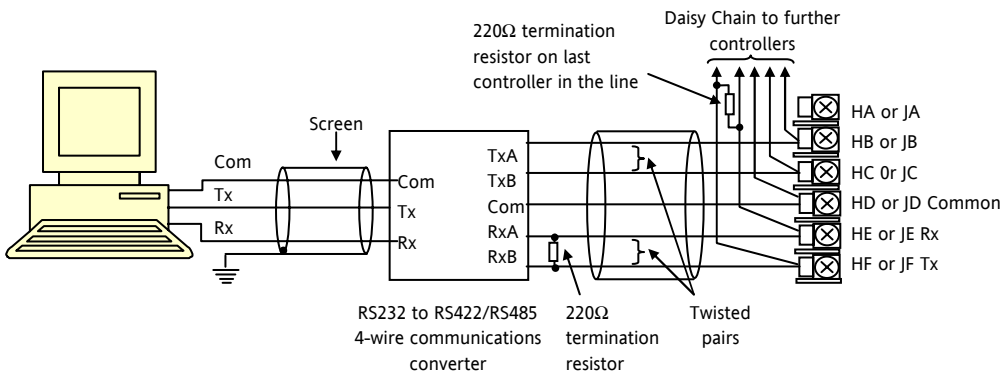 220Ω termination
resistor on last
controller in the line
Daisy Chain to further
controllers
Screen
Com
Tx
Rx
Com
Tx
Rx
TxA
TxB
Com
RxA
RxB
HA or JA
HB or JB
HC 0r JC
HD or JD Common
HE or JE Rx
HF or JF Tx
RS232 to RS422/RS485
4-wire communications
converter
220Ω
termination
resistor
Twisted
pairs